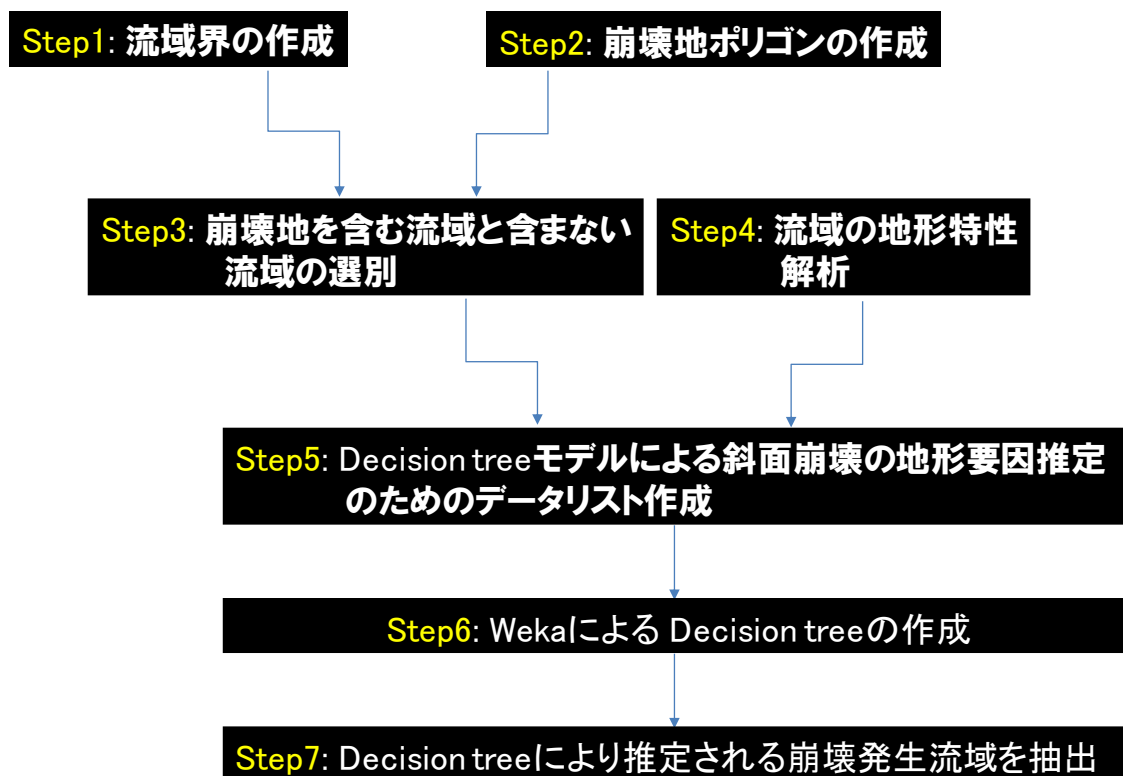 Step1: 流域界の作成
Step2: 崩壊地ポリゴンの作成
Step3: 崩壊地を含む流域と含まない
流域の選別
Step4: 流域の地形特性
解析
Step5: Decision treeモデルによる斜面崩壊の地形要因推定
のためのデータリスト作成
Step6: Wekaによる Decision treeの作成
Step7: Decision treeにより推定される崩壊発生流域を抽出